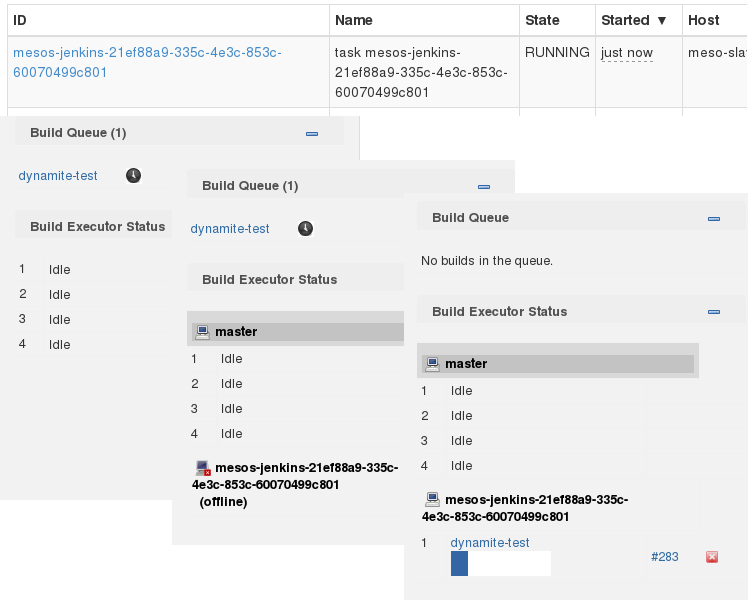 ID Name State Started ▼ Host
mesos-jenkins-21ef88a9-335c-4e3c-853c-
60070499c801
task mesos-jenkins-
21ef88a9-335c-4e3c-853c-
60070499c801
RUNNING
just now
meso-sla
Build Queue (1)
dynamite-test
Build Executor Status
1 Idle
2 Idle
3 Idle
4 Idle
Build Queue (1)
dynamite-test
Build Executor Status
master
1 Idle
2 Idle
3 Idle
4 Idle
mesos-jenkins-21ef88a9-335c-
4e3c-853c-60070499c801
(offline)
Build Queue
No builds in the queue.
Build Executor Status
master
1 Idle
2 Idle
3 Idle
4 Idle
mesos-jenkins-21ef88a9-335c-
4e3c-853c-60070499c801
1 dynamite-test
#283